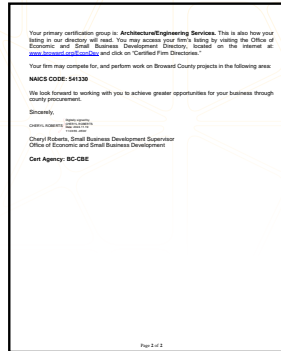 Your primary certification group is: Architecture/Engineering Services. This is also how your
listing in our directory will read. You may access your firm's listing by visiting the Office of
Economic and Small Business Development Directory, located on the internet at:
www.broward.org/EconDev and click on "Certified Firm Directories."
Your firm may compete for, and perform work on Broward County projects in the following area:
NAICS CODE: 541330
We look forward to working with you to achieve greater opportunities for your business through
county procurement.
Sincerely,
CHERYL ROBERTS
Digitally signed by
CHERYL ROBERTS
Cheryl Roberts, Small Business Development Supervisor
Office of Economic and Small Business Development
Cert Agency: BC-CBE
Page 2 of 2